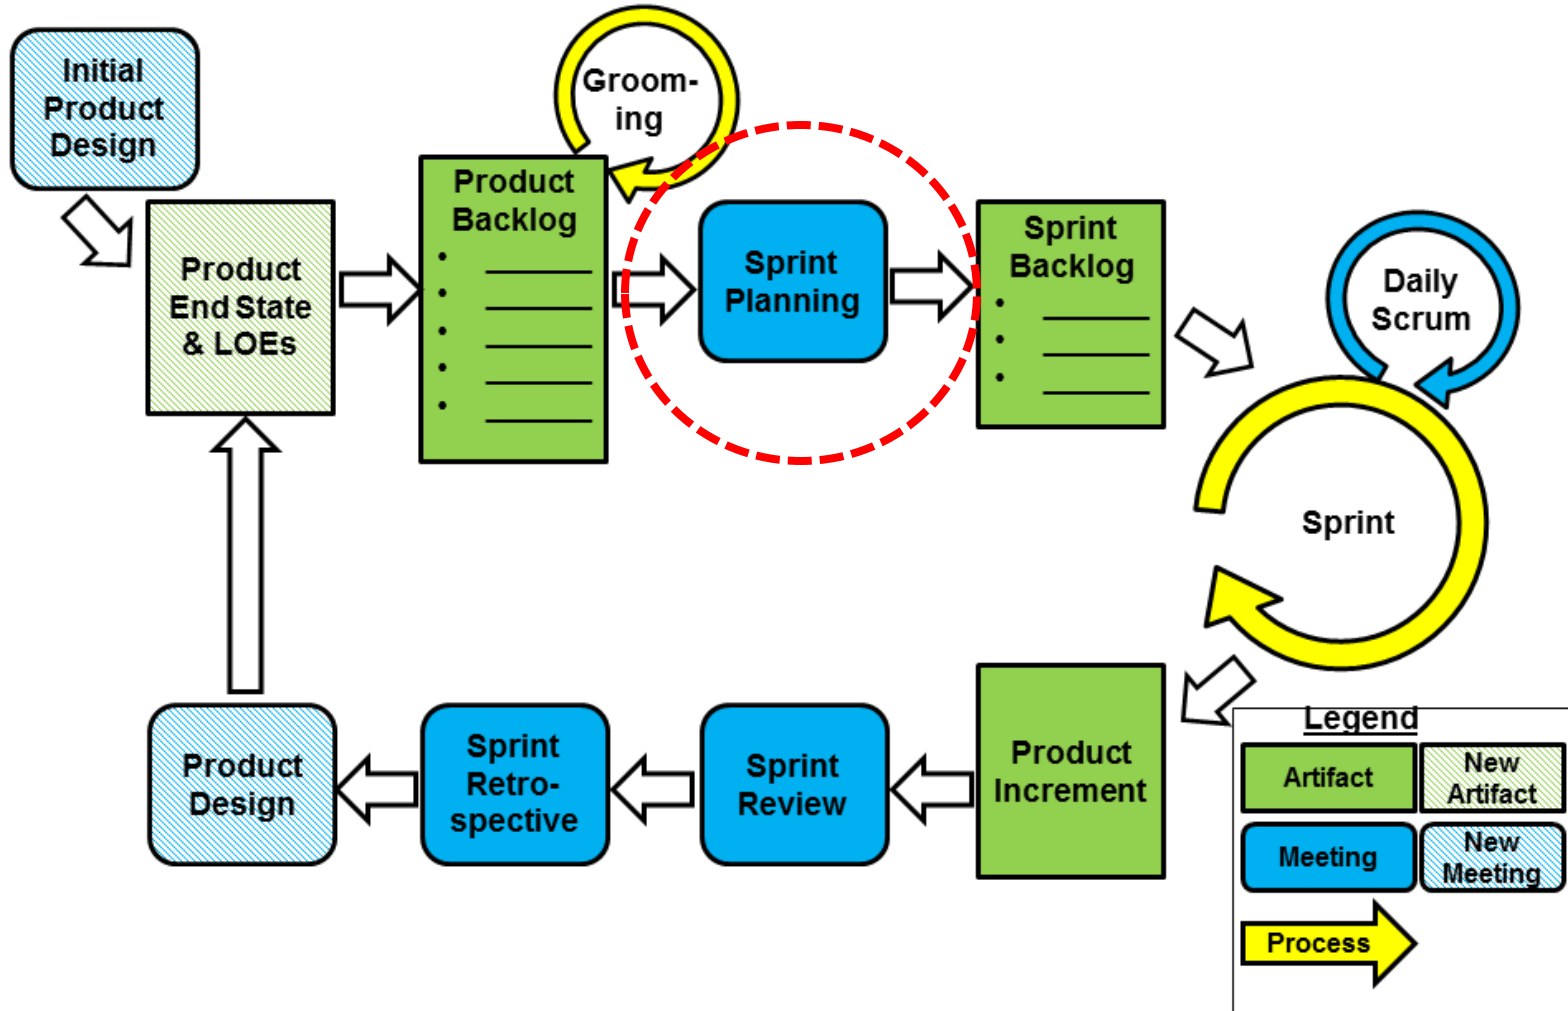 Initial
Product
Design
Groom-
ing
Product
End State
& LOEs
Product
Backlog
•
•
•
•
•
Sprint
Planning
Sprint
Backlog
•
•
•
Daily
Scrum
Sprint
Product
Design
Sprint
Retro-
spective
Sprint
Review
Product
Increment
Legend
Artifact
New
Artifact
Meeting
New
Meeting
Process